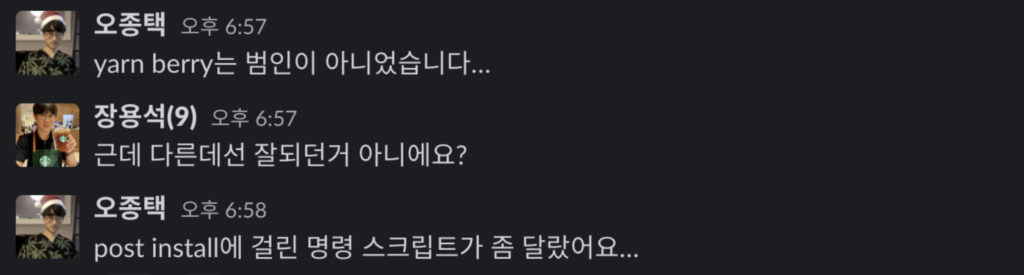 오종택 오후 6:57
yarn berry는 범인이 아니었습니다...
장용석(9) 오후 6:57
근데 다른데선 잘되던거 아니에요?
오종택 오후 6:58
post install에 걸린 명령 스크립트가 좀 달랐어요...